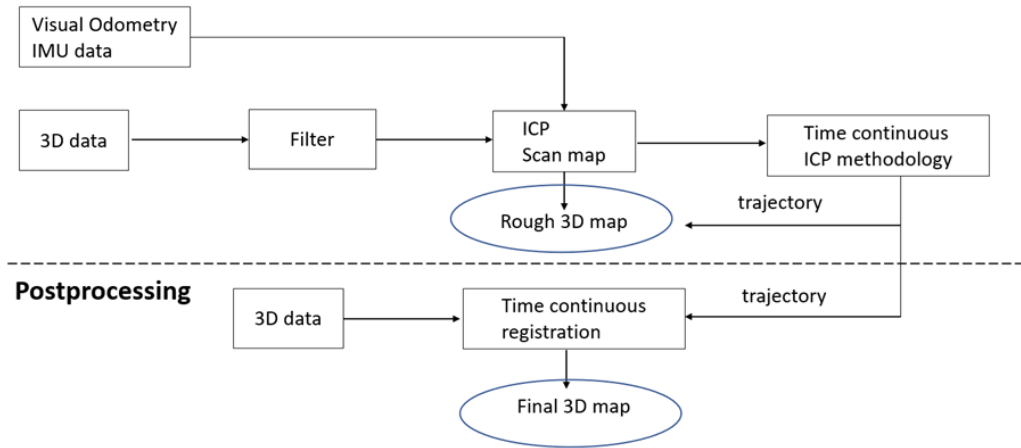 Visual Odometry
IMU data
3D data
Filter
ICP
Scan map
Time continuous
ICP methodology
Rough 3D map
trajectory
Postprocessing
trajectory
3D data
Time continuous
registration
Final 3D map